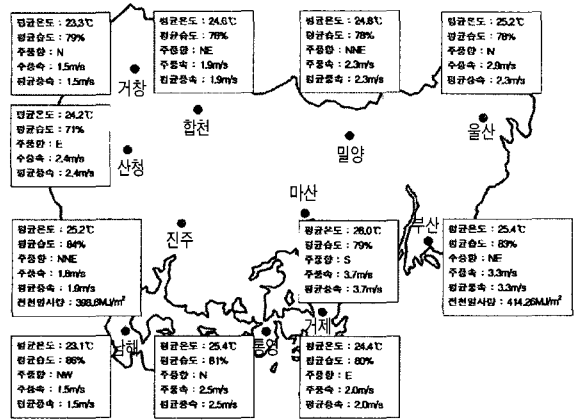 평균온도 : 23.3℃
평균습도 : 79%
주풍향 : N
주풍속 : 1.5m/s
평균풍속 : 1.5m/s
평균온도 : 24.6℃
평균습도 : 76%
주풍향 : NE
주풍속 : 1.9m/s
평균풍속 : 1.9m/s
평균온도 : 24.8℃
평균습도 : 78%
주풍향 : NNE
주풍속 : 2.3m/s
평균풍속 : 2.3m/s
평균온도 : 25.2℃
평균습도 : 78%
주풍향 : N
주풍속 : 2.8m/s
평균풍속 : 2.3m/s
거창
합천
밀양
울산
평균온도 : 24.2℃
평균습도 : 71%
주풍향 : E
주풍속 : 2.4m/s
평균풍속 : 2.4m/s
산청
마산
진주
부산
평균온도 : 25.2℃
평균습도 : 84%
주풍향 : NNE
주풍속 : 1.8m/s
평균풍속 : 1.9m/s
전천일사량 : 398.6MJ/m²
평균온도 : 26.0℃
평균습도 : 79%
주풍향 : S
주풍속 : 3.7m/s
평균풍속 : 3.7m/s
평균온도 : 25.4℃
평균습도 : 83%
주풍향 : NE
주풍속 : 3.3m/s
평균풍속 : 3.3m/s
전천일사량 : 414.26MJ/m²
남해
통영
거제
평균온도 : 23.1℃
평균습도 : 86%
주풍향 : NW
주풍속 : 1.5m/s
평균풍속 : 1.5m/s
평균온도 : 25.4℃
평균습도 : 81%
주풍향 : N
주풍속 : 2.5m/s
평균풍속 : 2.5m/s
평균온도 : 24.4℃
평균습도 : 80%
주풍향 : E
주풍속 : 2.0m/s
평균풍속 : 2.0m/s